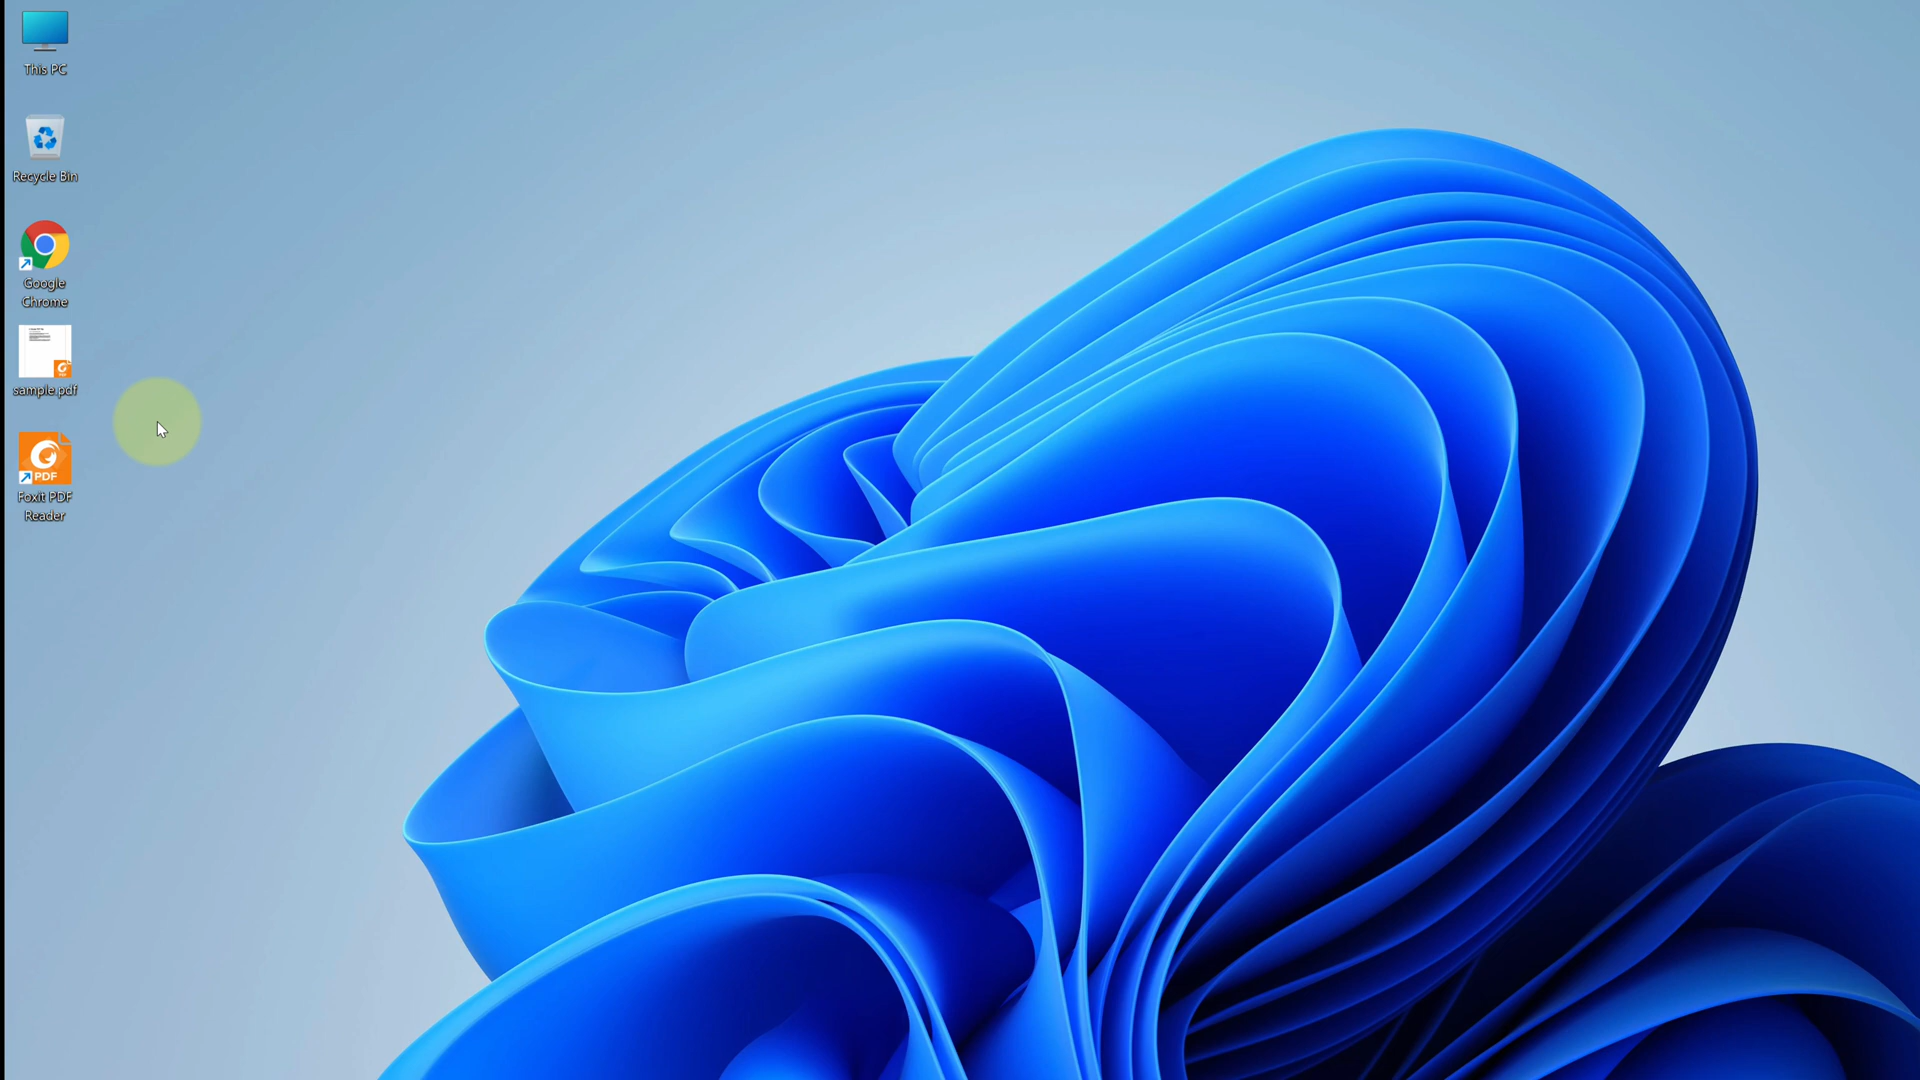 This PC
Recycle Bin
Google
Chrome
sample.pdf
PDF
Foxit PDF
Reader